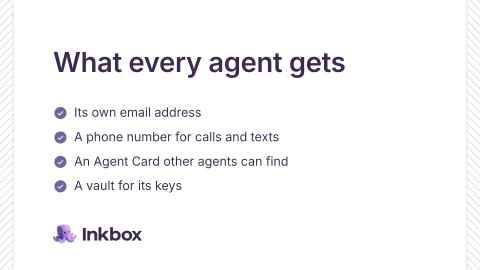 What every agent gets
Its own email address
A phone number for calls and texts
An Agent Card other agents can find
A vault for its keys
Inkbox